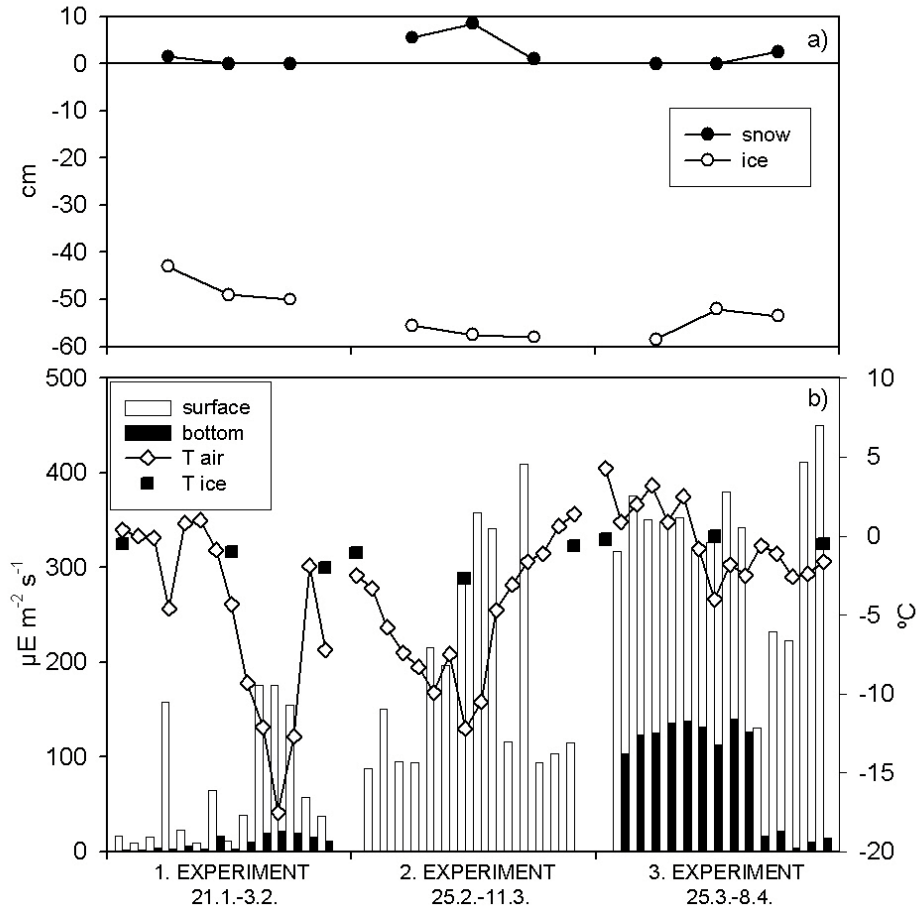 10
a)
0
-10
-20
-30
-40
-50
-60
cm
snow
ice
500
400
300
200
100
0
µE m⁻² s⁻¹
b)
surface
bottom
T air
T ice
10
5
0
-5
-10
-15
-20
ºC
1. EXPERIMENT
21.1.-3.2.
2. EXPERIMENT
25.2.-11.3.
3. EXPERIMENT
25.3.-8.4.